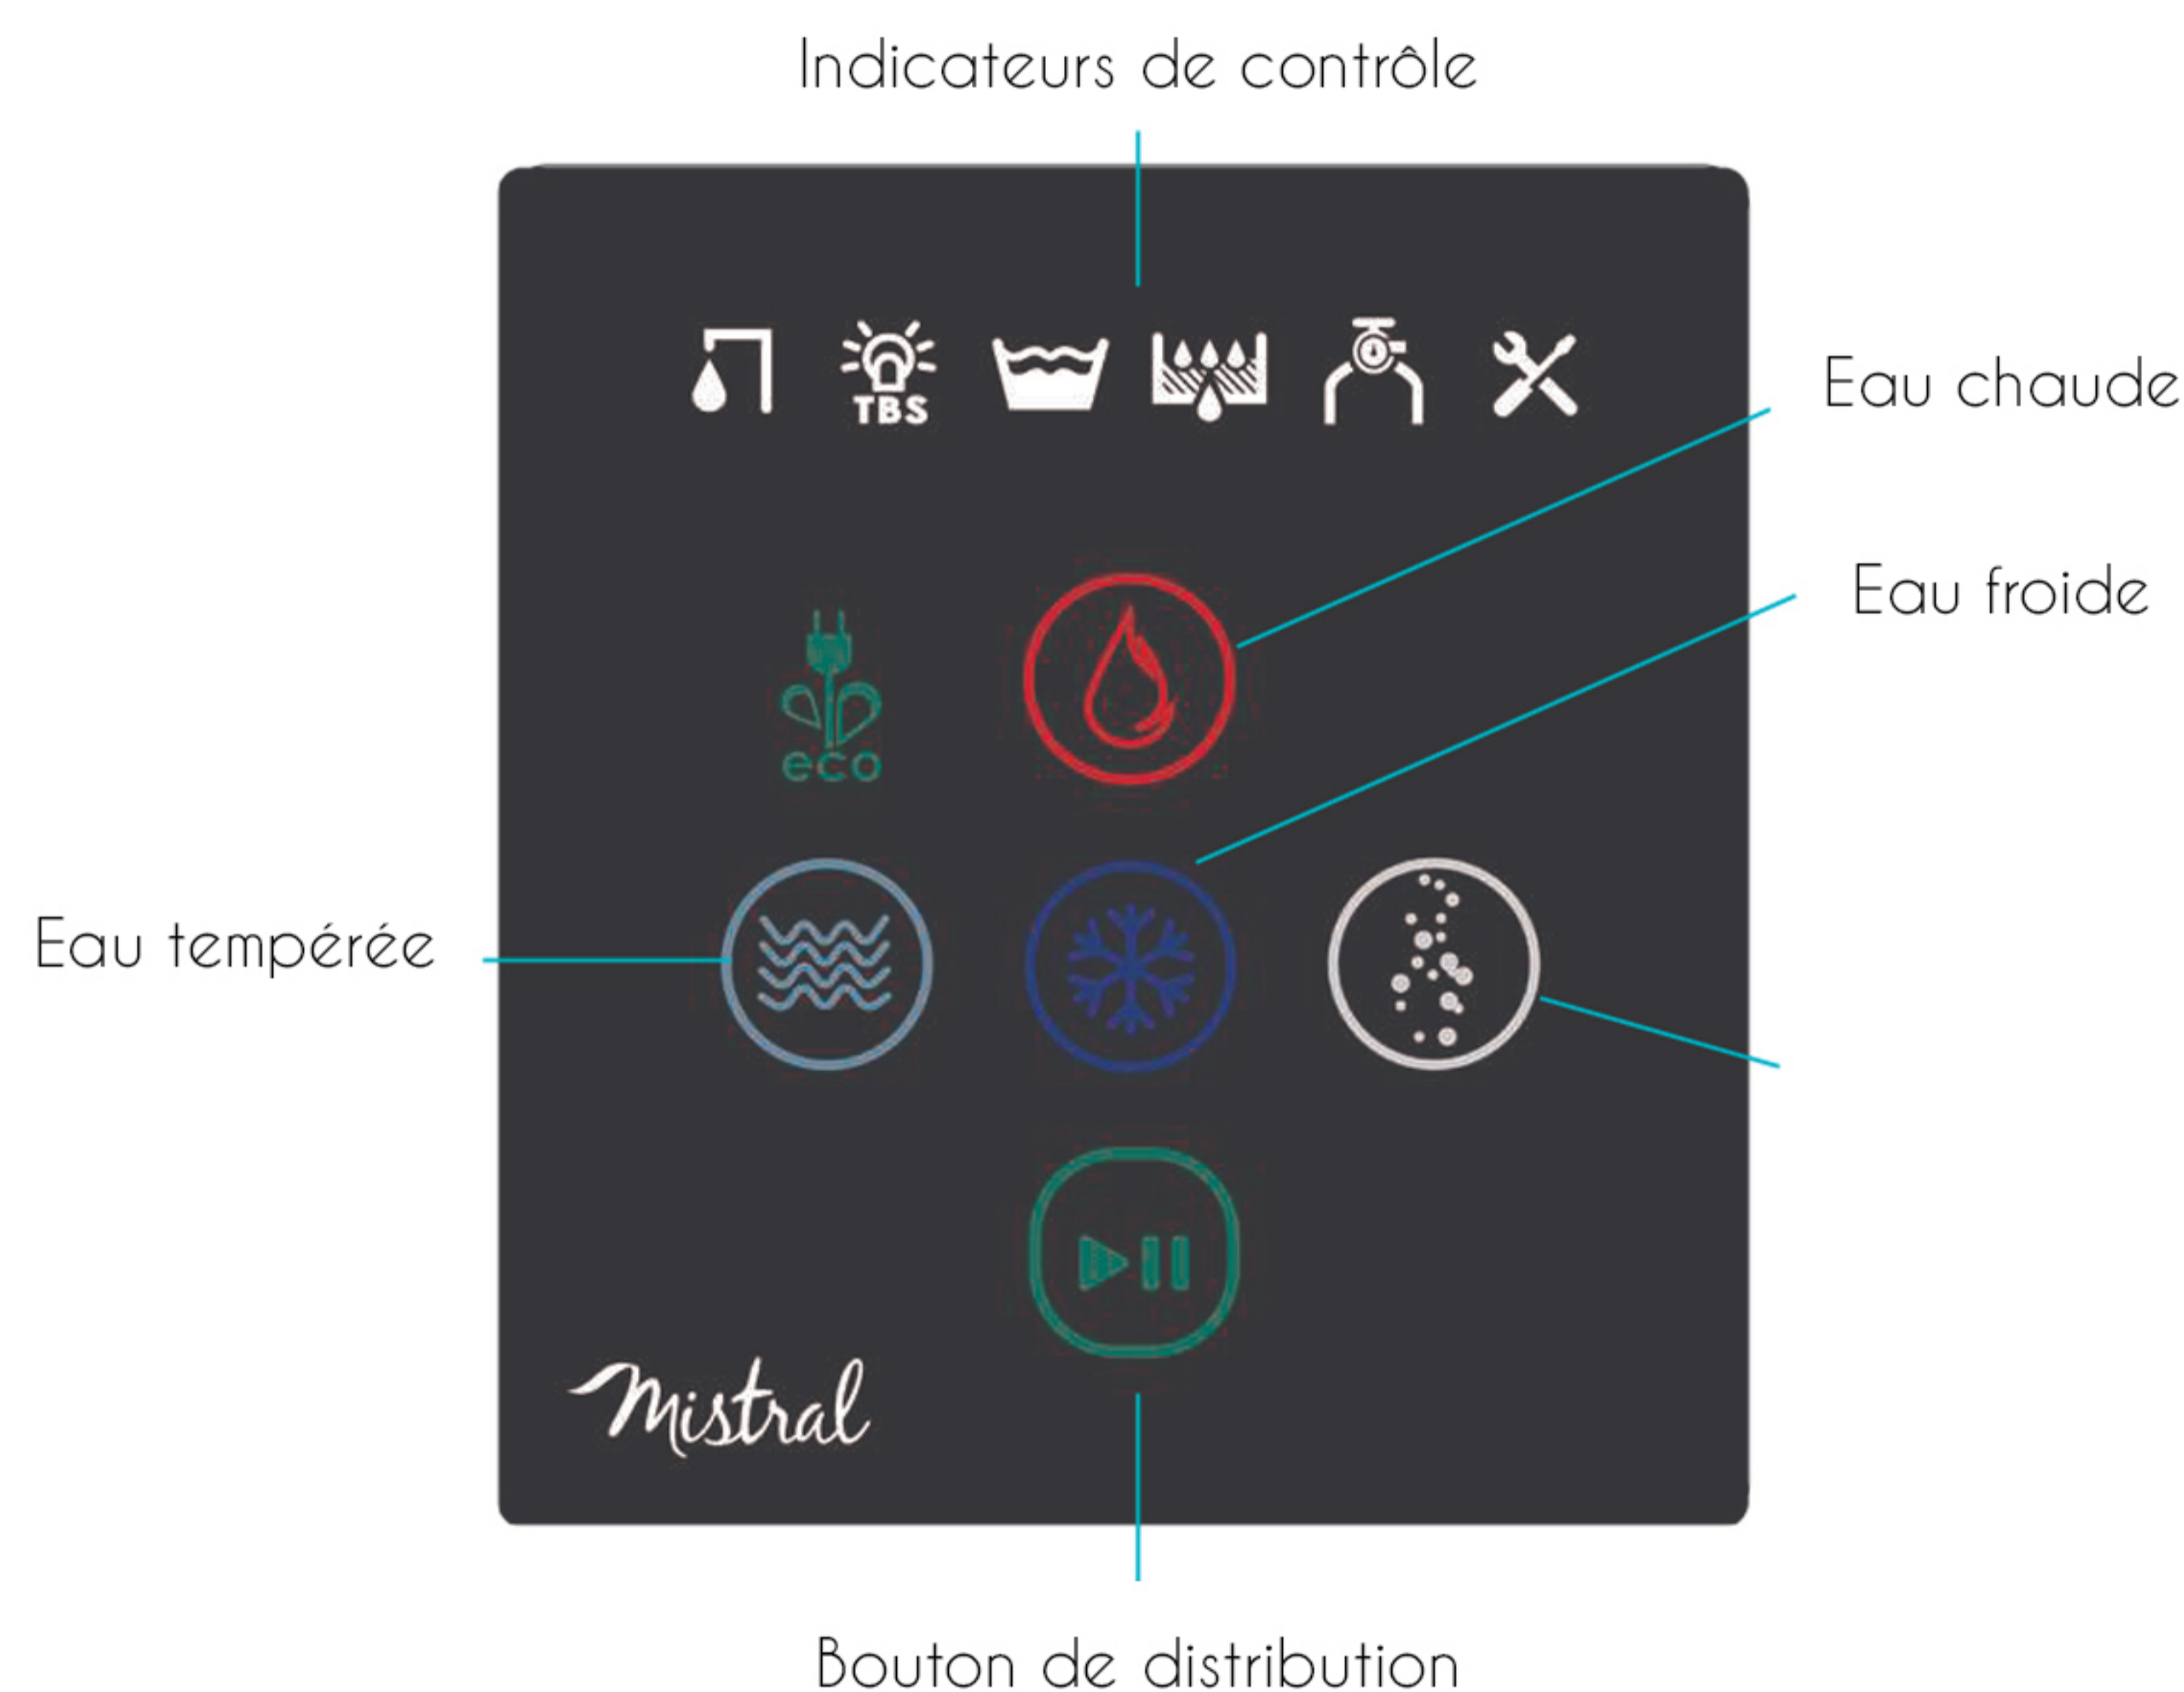 Indicateurs de contrôle
TBS
Eau chaude
Eau froide
eco
Eau tempérée
Mistral
Bouton de distribution